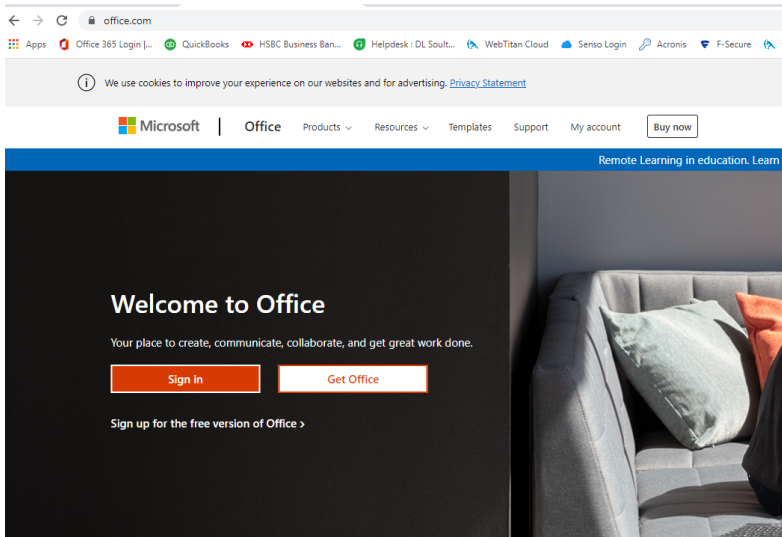 office.com
Apps Office 365 Login |... QuickBooks HSBC Business Ban... Helpdesk : DL Soult... WebTitan Cloud Senso Login Acronis F-Secure
We use cookies to improve your experience on our websites and for advertising. Privacy Statement
Microsoft Office Products Resources Templates Support My account Buy now
Remote Learning in education. Learn
Welcome to Office
Your place to create, communicate, collaborate, and get great work done.
Sign in Get Office
Sign up for the free version of Office >